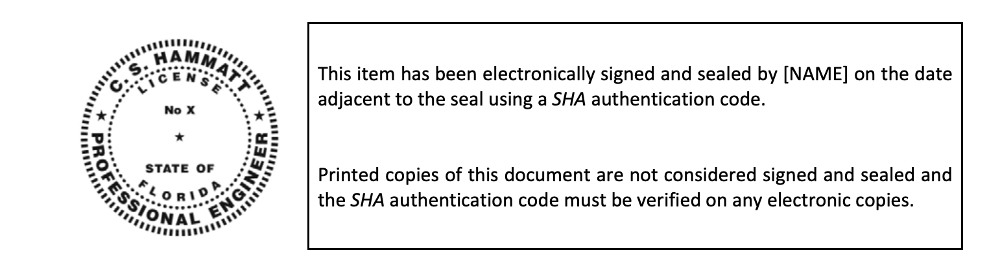 C. S. HAMMATT
LICENSE
No X
STATE OF
FLORIDA
PROFESSIONAL ENGINEER
This item has been electronically signed and sealed by [NAME] on the date
adjacent to the seal using a SHA authentication code.
Printed copies of this document are not considered signed and sealed and
the SHA authentication code must be verified on any electronic copies.